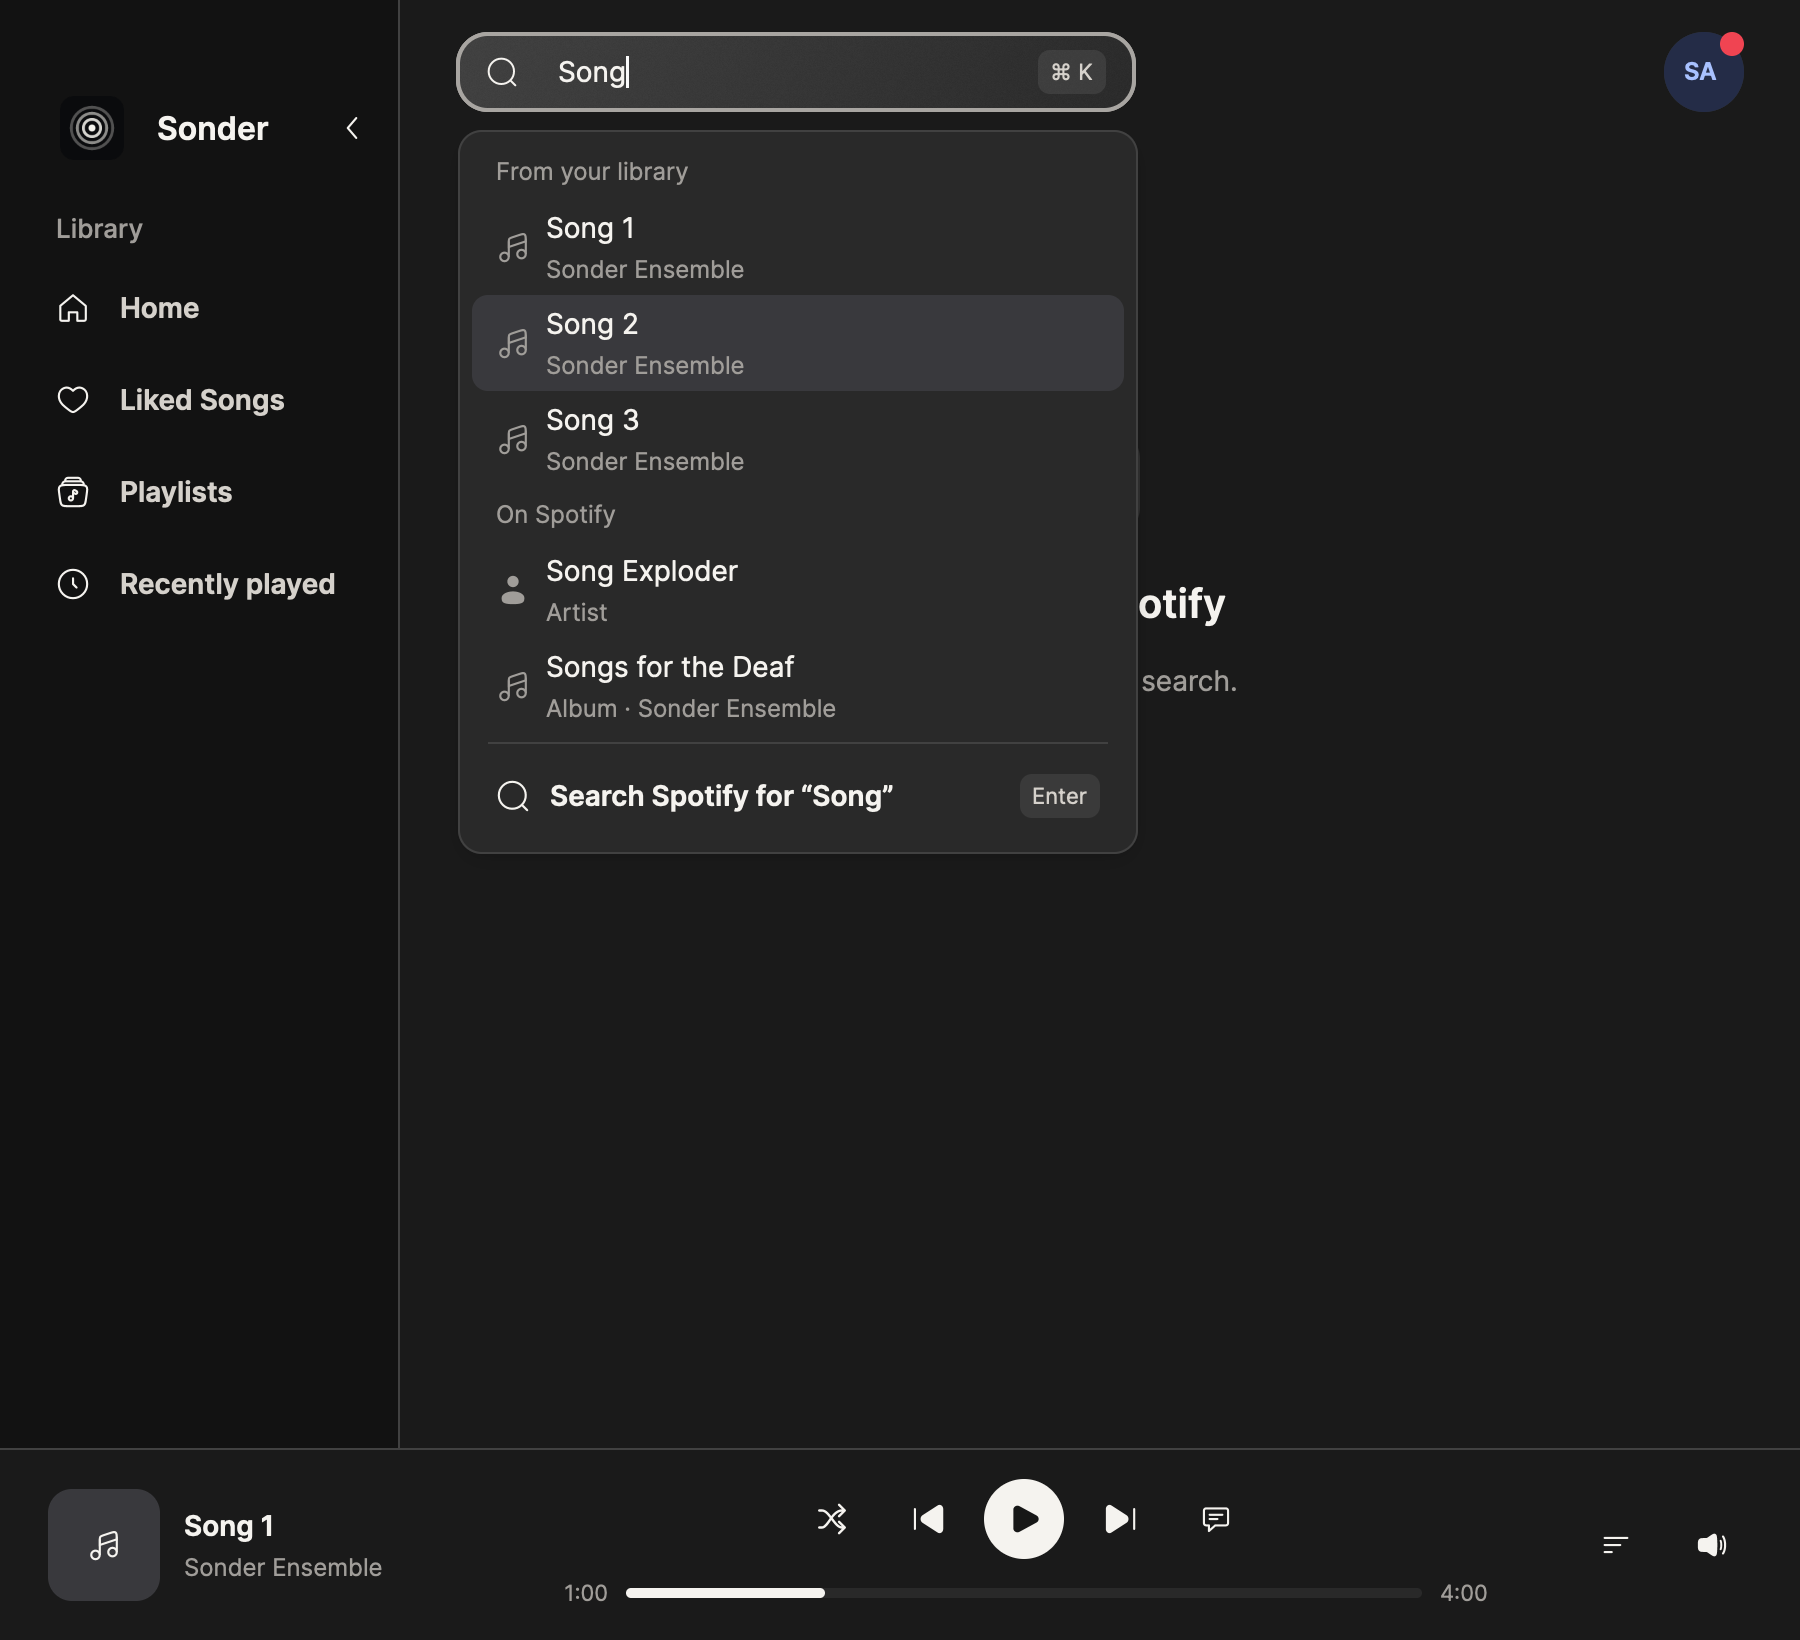 Song
⌘ K
SA
Sonder
Library
Home
Liked Songs
Playlists
Recently played
From your library
Song 1
Sonder Ensemble
Song 2
Sonder Ensemble
Song 3
Sonder Ensemble
On Spotify
Song Exploder
Artist
Songs for the Deaf
Album · Sonder Ensemble
Search Spotify for “Song”
Enter
otify
search.
Song 1
Sonder Ensemble
1:00
4:00